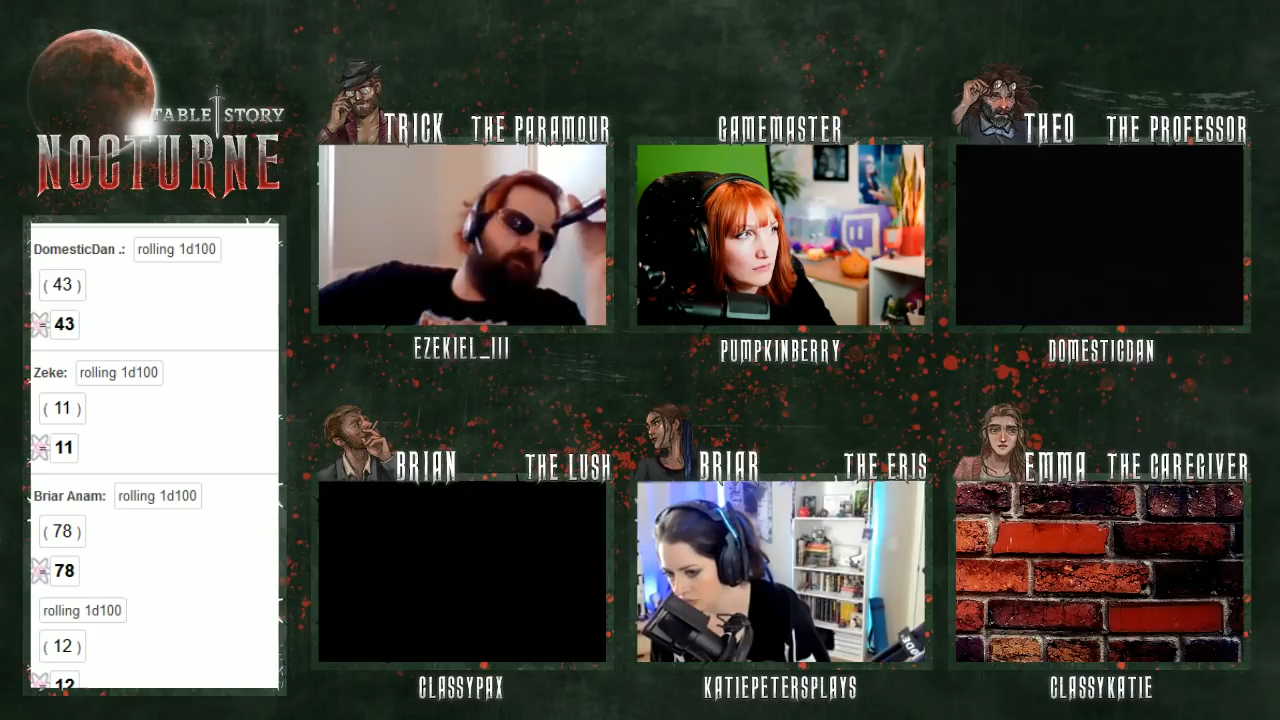 TABLE STORY
NOCTURNE
DomesticDan .: rolling 1d100
( 43 )
= 43
Zeke: rolling 1d100
( 11 )
= 11
Briar Anam: rolling 1d100
( 78 )
= 78
rolling 1d100
( 12 )
= 12
TRICK THE PARAMOUR
EZEKIEL_III
GAMEMASTER
PUMPKINBERRY
THEO THE PROFESSOR
DOMESTICDAN
BRIAN THE LUSH
CLASSYPAX
BRIAR THE ERIS
KATIEPETERSPLAYS
EMMA THE CAREGIVER
CLASSYKATIE